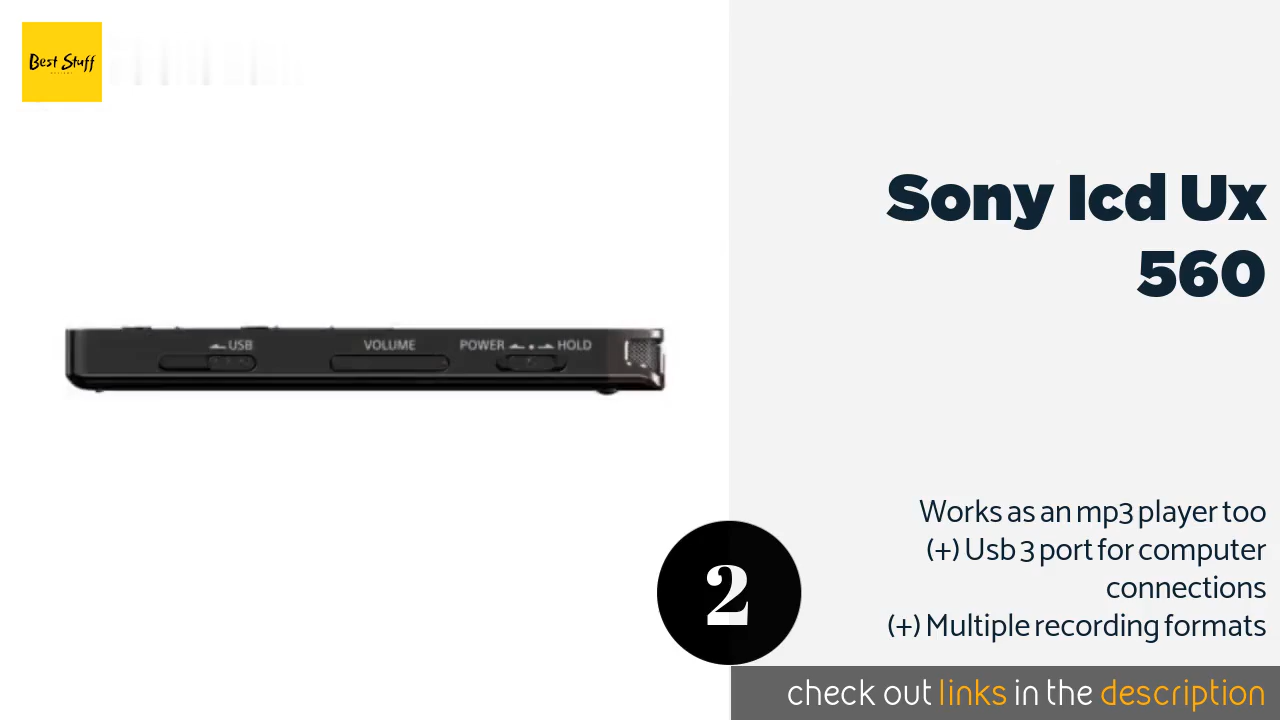 Best Stuff
Sony Icd Ux
560
USB
VOLUME
POWER
HOLD
2
Works as an mp3 player too
(+) Usb 3 port for computer
connections
(+) Multiple recording formats
check out links in the description